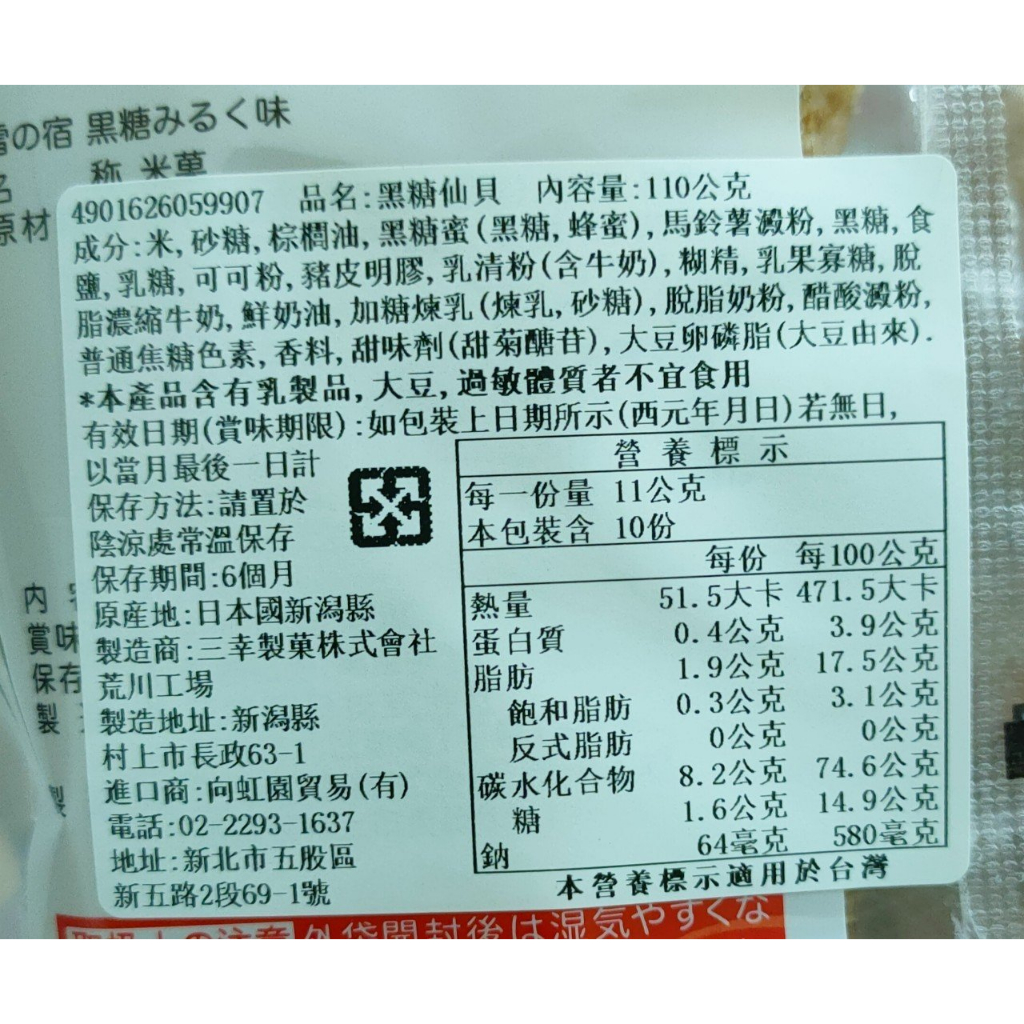 の宿 黒糖みるく味
称 米菓
原材
4901626059907 品名:黑糖仙貝 內容量:110公克
成分:米, 砂糖, 棕櫚油, 黑糖蜜(黑糖, 蜂蜜), 馬鈴薯澱粉, 黑糖, 食
鹽, 乳糖, 可可粉, 豬皮明膠, 乳清粉(含牛奶), 糊精, 乳果寡糖, 脫
脂濃縮牛奶, 鮮奶油, 加糖煉乳(煉乳, 砂糖), 脫脂奶粉, 醋酸澱粉,
普通焦糖色素, 香料, 甜味劑(甜菊醣苷), 大豆卵磷脂(大豆由來).
*本產品含有乳製品, 大豆, 過敏體質者不宜食用
有效日期(賞味期限):如包裝上日期所示(西元年月日)若無日,
以當月最後一日計
保存方法:請置於
陰涼處常溫保存
保存期間:6個月
原產地:日本國新潟縣
製造商:三幸製菓株式會社
荒川工場
製造地址:新潟縣
村上市長政63-1
進口商:向虹園貿易(有)
電話:02-2293-1637
地址:新北市五股區
新五路2段69-1號
營養標示
每一份量 11公克
本包裝含 10份
每份 每100公克
熱量 51.5大卡 471.5大卡
蛋白質 0.4公克 3.9公克
脂肪 1.9公克 17.5公克
飽和脂肪 0.3公克 3.1公克
反式脂肪 0公克 0公克
碳水化合物 8.2公克 74.6公克
糖 1.6公克 14.9公克
鈉 64毫克 580毫克
本營養標示適用於台灣
内
賞味
保存
製
外袋開封後は湿気やすくな